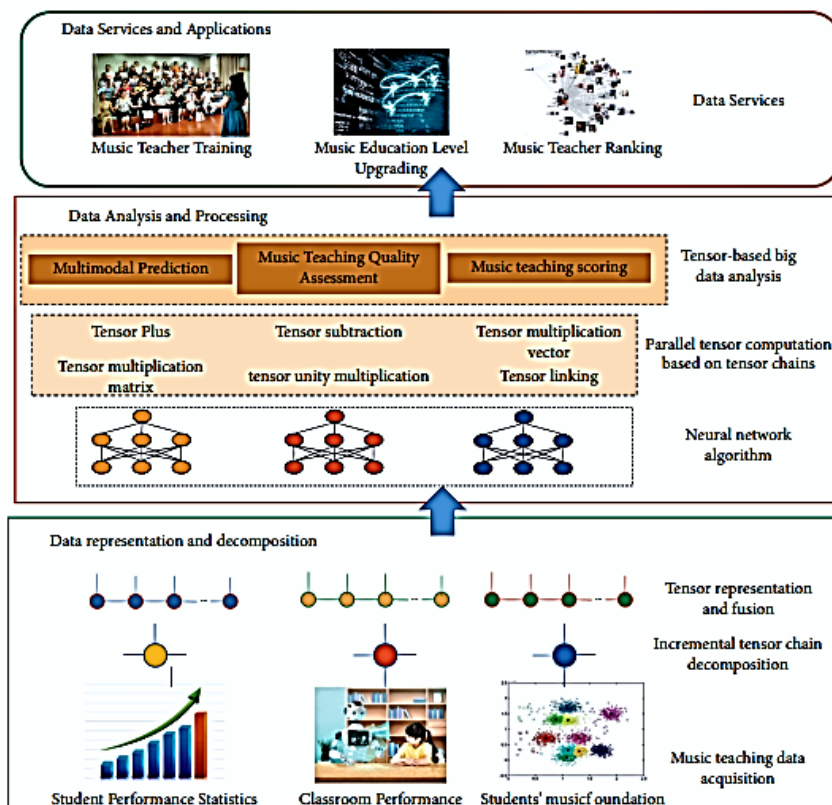 Data Services and Applications
Data Services
Music Teacher Training
Music Education Level
Upgrading
Music Teacher Ranking
Data Analysis and Processing
Multimodal Prediction
Music Teaching Quality
Assessment
Music teaching scoring
Tensor-based big
data analysis
Tensor Plus
Tensor subtraction
Tensor multiplication
vector
Tensor multiplication
matrix
tensor unity multiplication
Tensor linking
Parallel tensor computation
based on tensor chains
Neural network
algorithm
Data representation and decomposition
Tensor representation
and fusion
Incremental tensor chain
decomposition
Music teaching data
acquisition
Student Performance Statistics
Classroom Performance
Students' musicf oundation